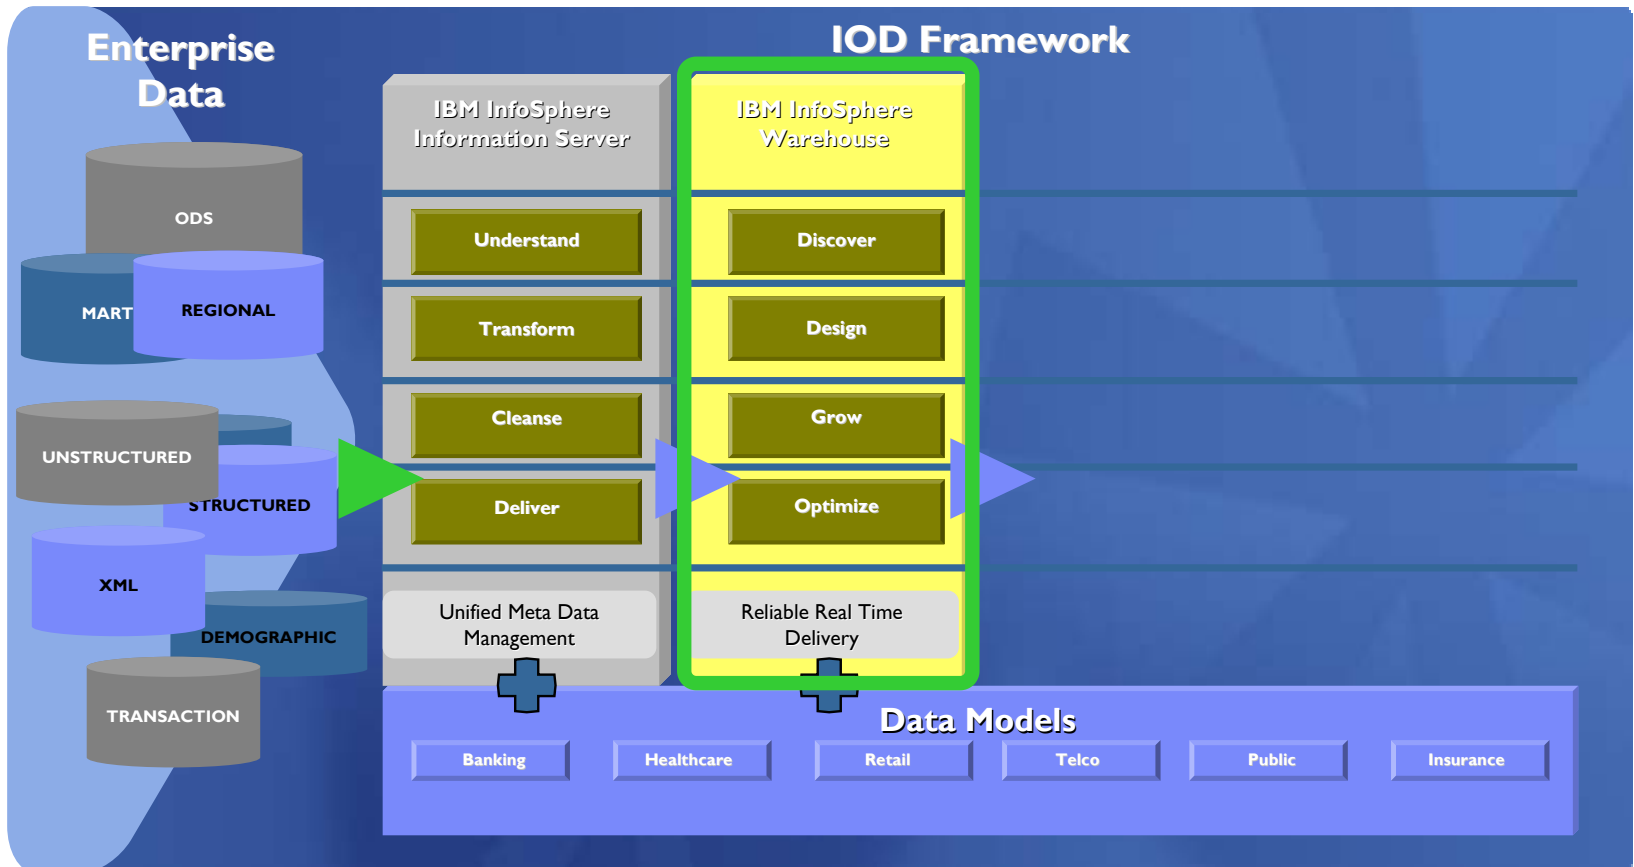 Enterprise
Data
IOD Framework
ODS
MART
REGIONAL
UNSTRUCTURED
STRUCTURED
XML
DEMOGRAPHIC
TRANSACTION
IBM InfoSphere
Information Server
Understand
Transform
Cleanse
Deliver
Unified Meta Data
Management
IBM InfoSphere
Warehouse
Discover
Design
Grow
Optimize
Reliable Real Time
Delivery
Data Models
Banking
Healthcare
Retail
Telco
Public
Insurance